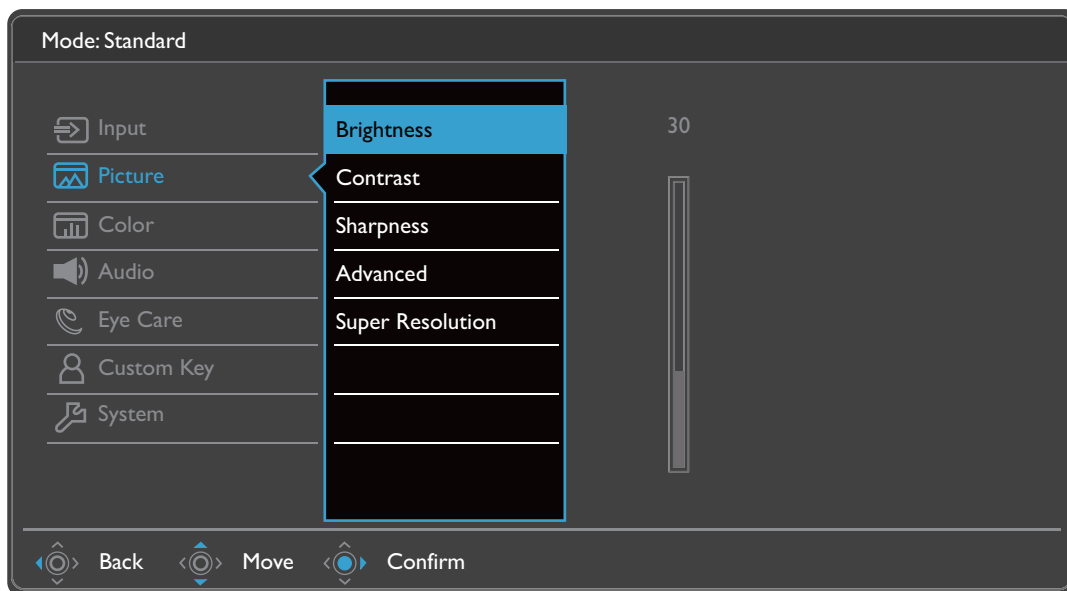 Mode: Standard
Input
Picture
Color
Audio
Eye Care
Custom Key
System
Brightness
Contrast
Sharpness
Advanced
Super Resolution
30
Back
Move
Confirm